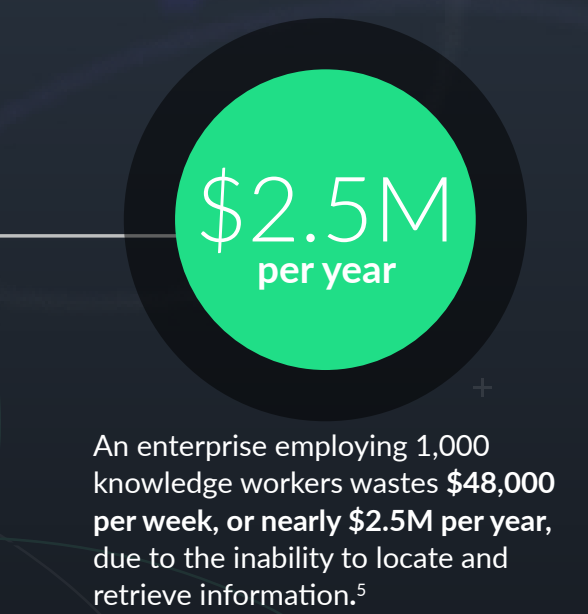 $2.5M
per year
An enterprise employing 1,000
knowledge workers wastes $48,000
per week, or nearly $2.5M per year,
due to the inability to locate and
retrieve information.⁵